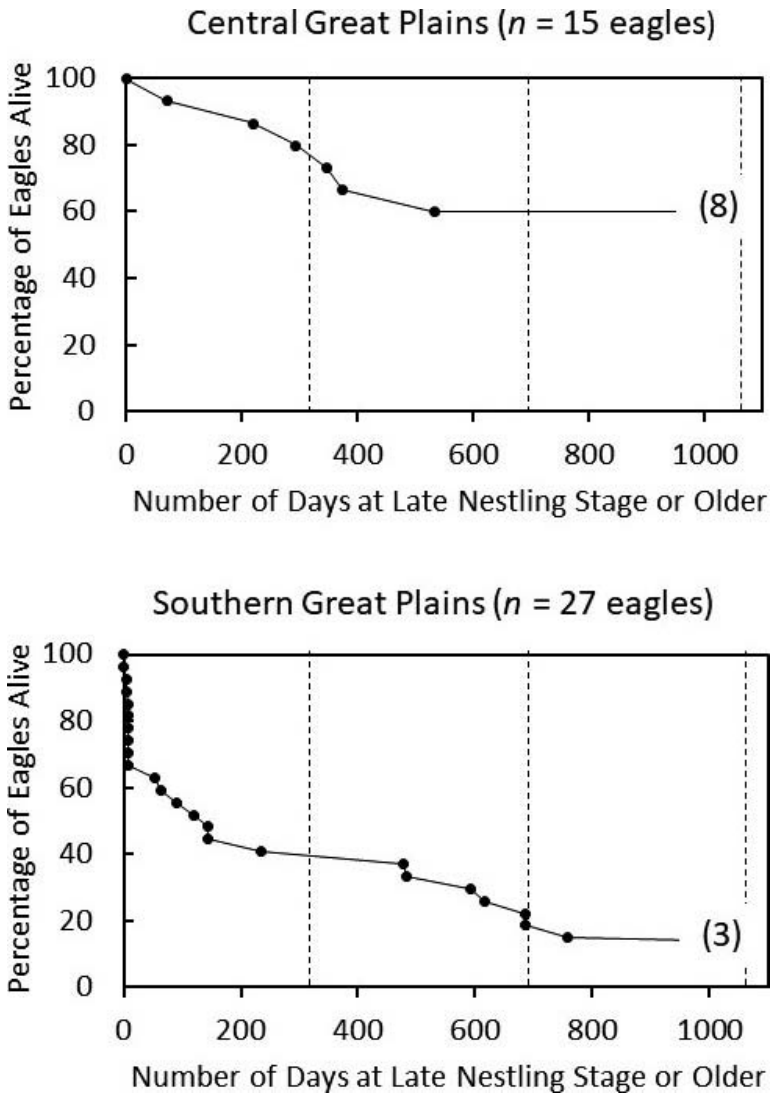 Central Great Plains (n = 15 eagles)
Percentage of Eagles Alive
100
80
60
40
20
0
(8)
0 200 400 600 800 1000
Number of Days at Late Nestling Stage or Older
Southern Great Plains (n = 27 eagles)
Percentage of Eagles Alive
100
80
60
40
20
0
(3)
0 200 400 600 800 1000
Number of Days at Late Nestling Stage or Older